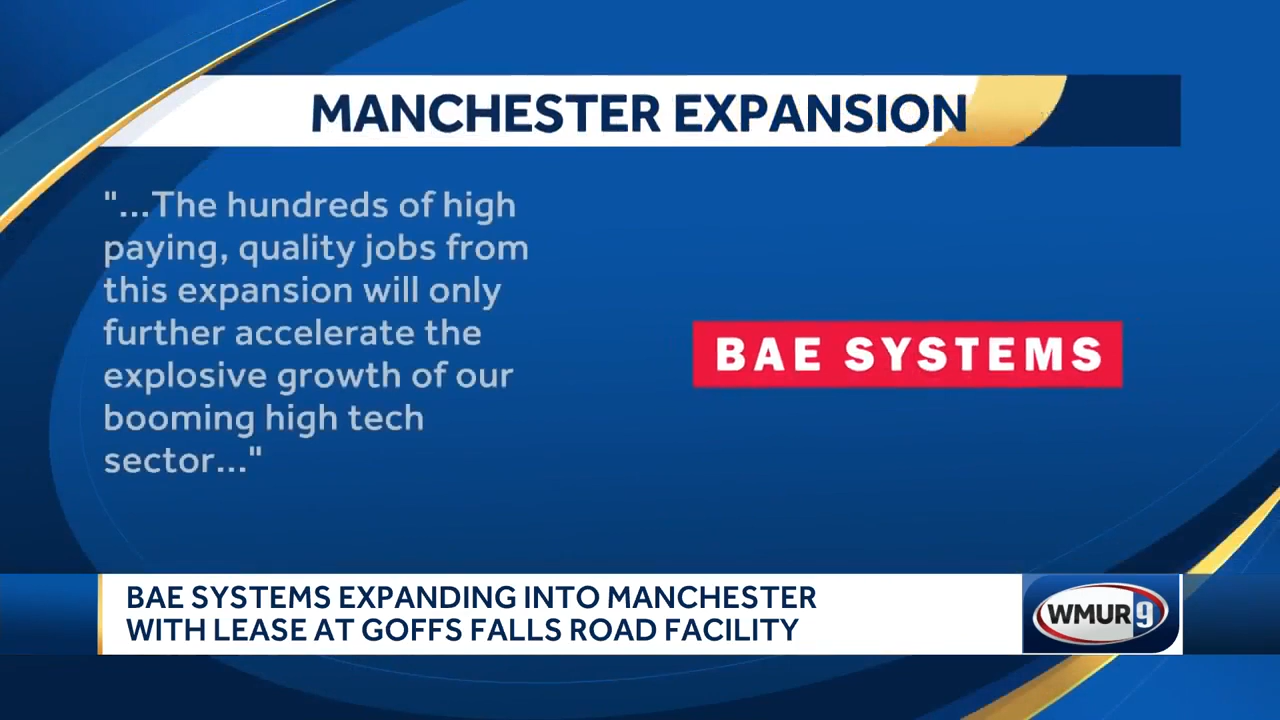 MANCHESTER EXPANSION
"...The hundreds of high
paying, quality jobs from
this expansion will only
further accelerate the
explosive growth of our
booming high tech
sector..."
BAE SYSTEMS
BAE SYSTEMS EXPANDING INTO MANCHESTER
WITH LEASE AT GOFFS FALLS ROAD FACILITY
WMUR 9